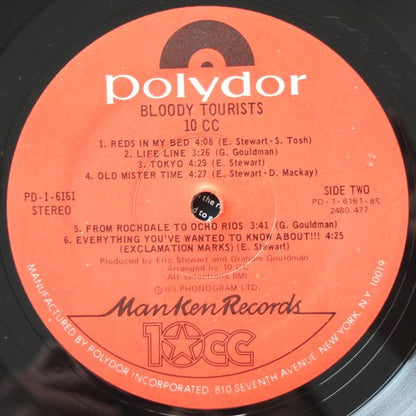 polydor
BLOODY TOURISTS
10 CC
1. REDS IN MY BED 4:08 (E. Stewart-S. Tosh)
2. LIFE LINE 3:26 (G. Gouldman)
3. TOKYO 4:29 (E. Stewart)
4. OLD MISTER TIME 4:27 (E. Stewart-D. Mackay)
PD-1-6161
STEREO
SIDE TWO
PD-1-6161-BS
2480 477
5. FROM ROCHDALE TO OCHO RIOS 3:41 (G. Gouldman)
6. EVERYTHING YOU'VE WANTED TO KNOW ABOUT!!! 4:25
(EXCLAMATION MARKS) (E. Stewart)
Produced by Eric Stewart and Graham Gouldman
Arranged by 10 CC
All selections BMI
Ⓟ 1978 PHONOGRAM LTD.
ManKenRecords
10cc
MANUFACTURED BY POLYDOR INCORPORATED/810 SEVENTH AVENUE, NEW YORK, N.Y. 10019